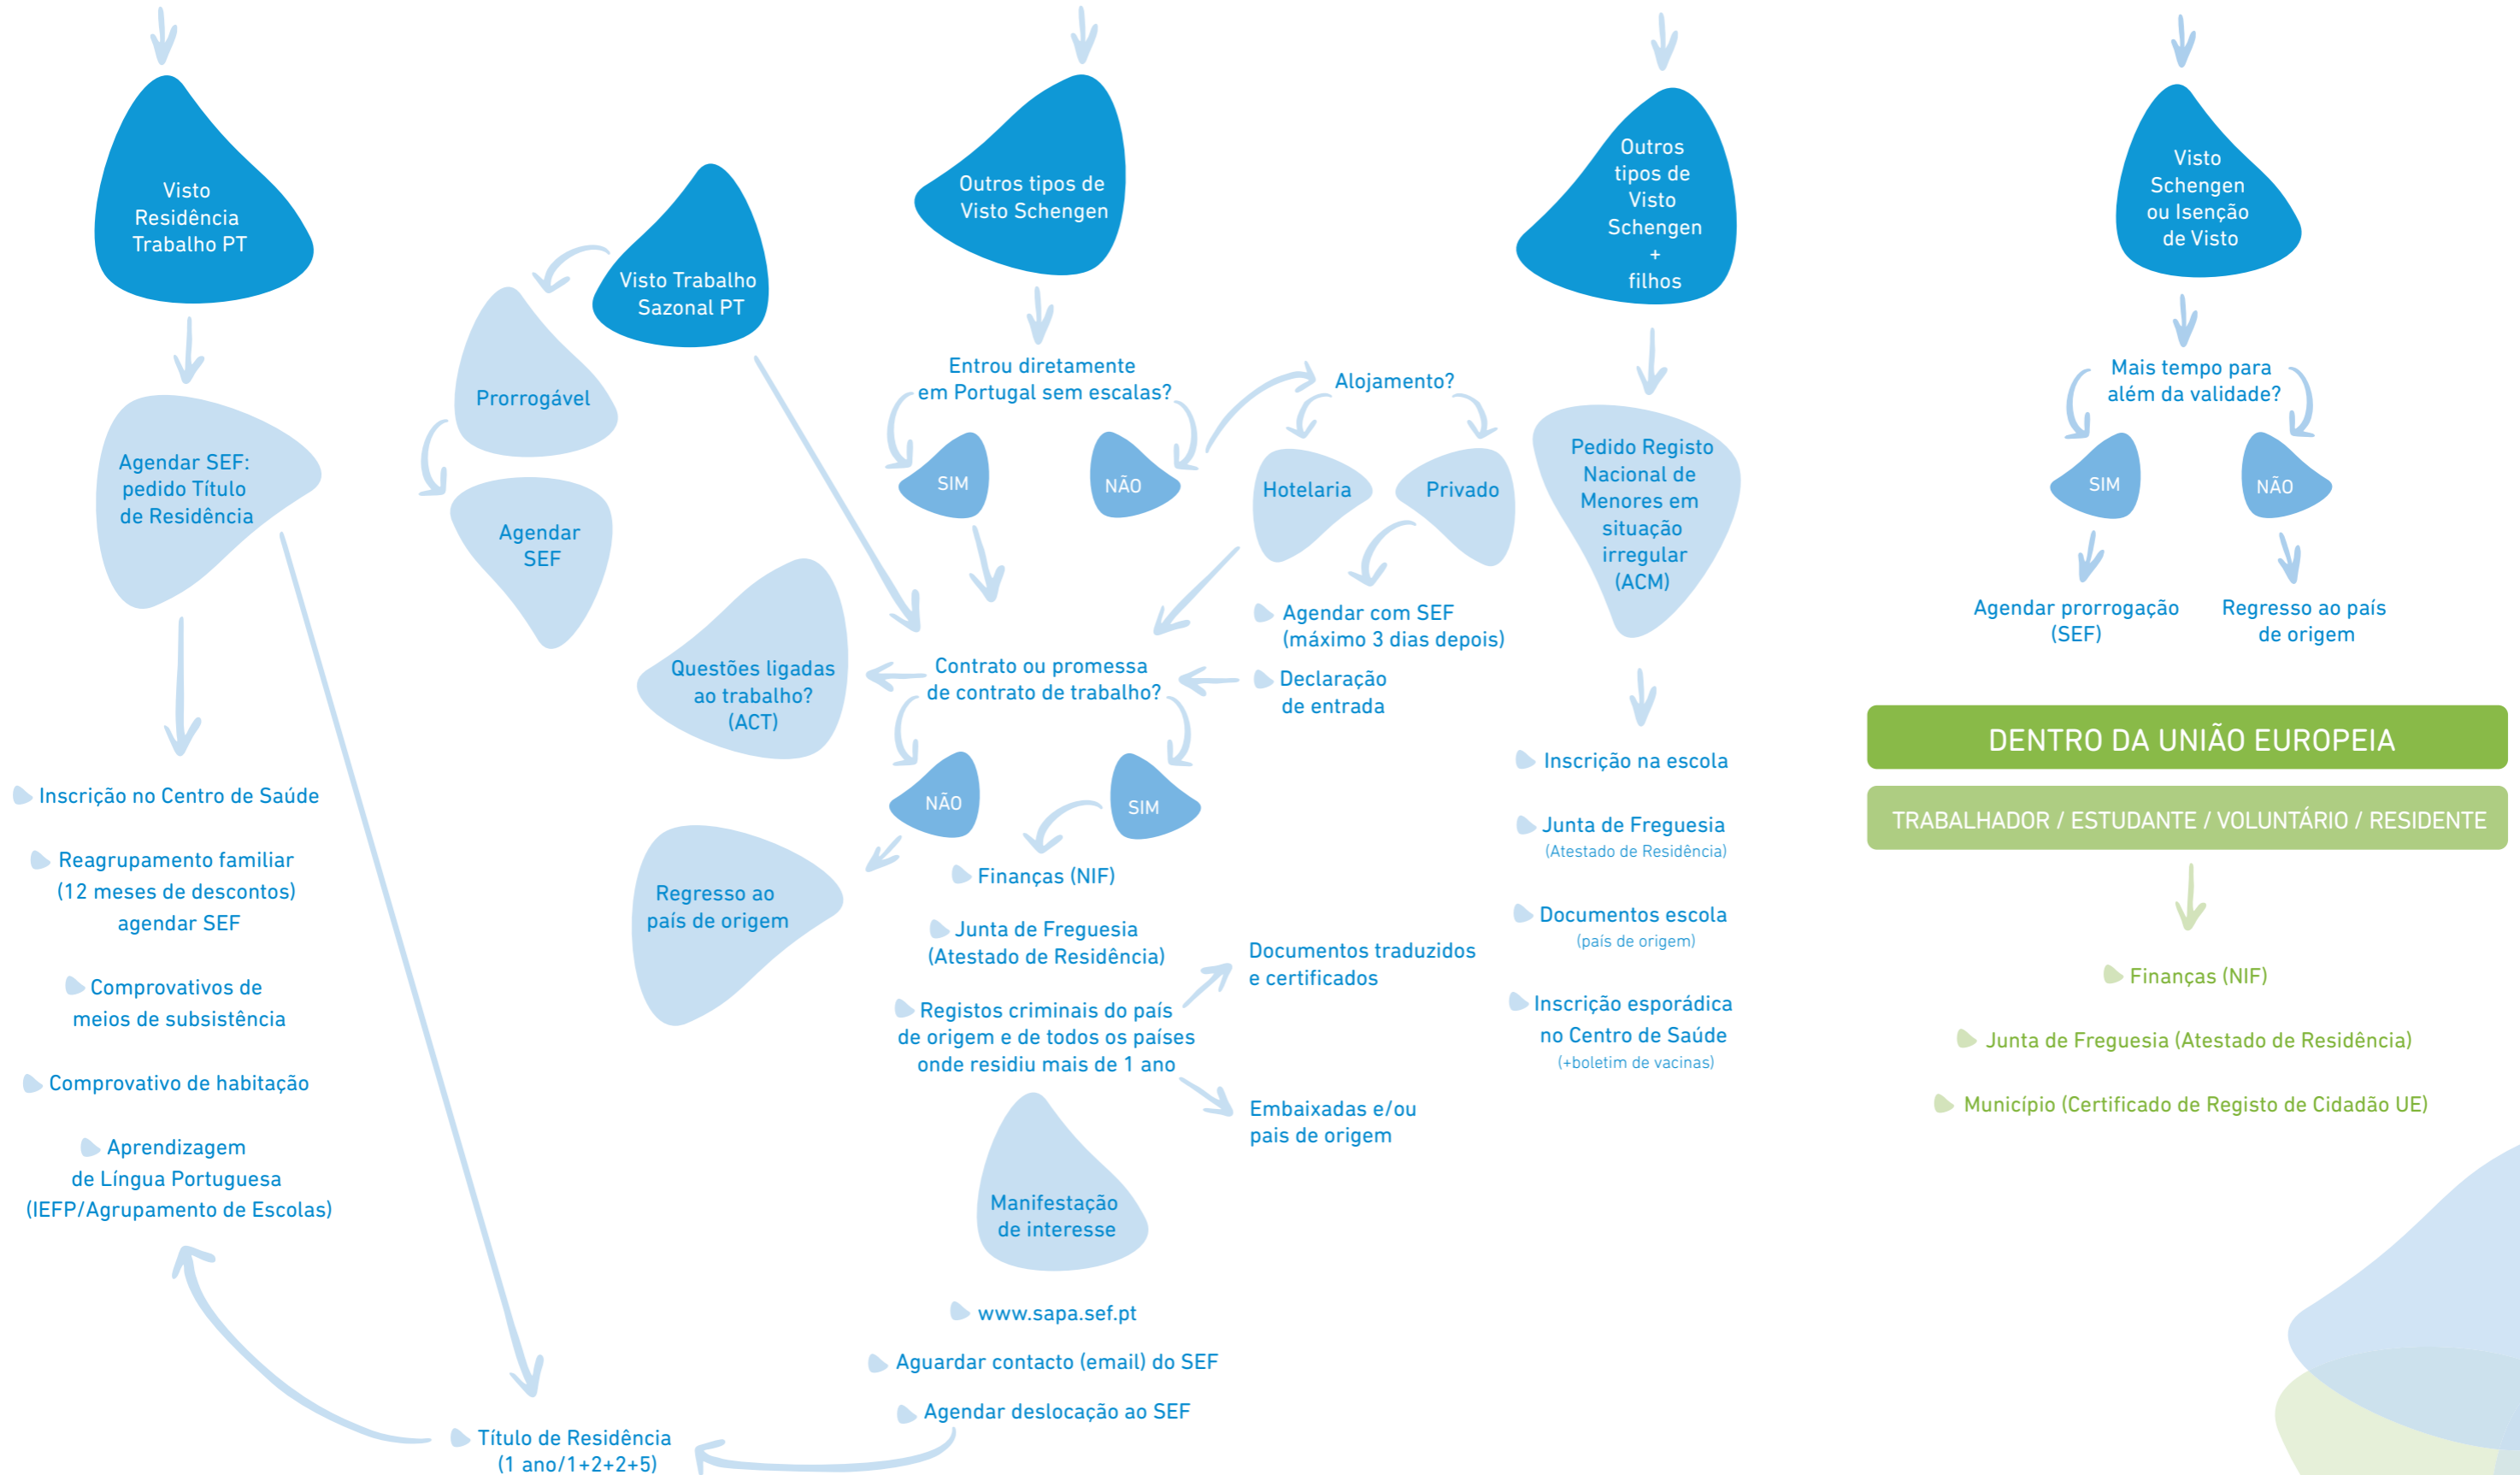 Visto
Residência
Trabalho PT
Agendar SEF:
pedido Título
de Residência
Inscrição no Centro de Saúde
Reagrupamento familiar
(12 meses de descontos)
agendar SEF
Comprovativos de
meios de subsistência
Comprovativo de habitação
Aprendizagem
de Língua Portuguesa
(IEFP/Agrupamento de Escolas)
Visto Trabalho
Sazonal PT
Prorrogável
Agendar
SEF
Outros tipos de
Visto Schengen
Entrou diretamente
em Portugal sem escalas?
SIM
NÃO
Alojamento?
Hotelaria
Privado
Agendar com SEF
(máximo 3 dias depois)
Declaração
de entrada
Contrato ou promessa
de contrato de trabalho?
Questões ligadas
ao trabalho?
(ACT)
NÃO
SIM
Regresso ao
país de origem
Finanças (NIF)
Junta de Freguesia
(Atestado de Residência)
Registos criminais do país
de origem e de todos os países
onde residiu mais de 1 ano
Documentos traduzidos
e certificados
Embaixadas e/ou
pais de origem
Manifestação
de interesse
www.sapa.sef.pt
Aguardar contacto (email) do SEF
Agendar deslocação ao SEF
Título de Residência
(1 ano/1+2+2+5)
Outros
tipos de
Visto
Schengen
+
filhos
Pedido Registo
Nacional de
Menores em
situação
irregular
(ACM)
Inscrição na escola
Junta de Freguesia
(Atestado de Residência)
Documentos escola
(país de origem)
Inscrição esporádica
no Centro de Saúde
(+boletim de vacinas)
Visto
Schengen
ou Isenção
de Visto
Mais tempo para
além da validade?
SIM
NÃO
Agendar prorrogação
(SEF)
Regresso ao país
de origem
DENTRO DA UNIÃO EUROPEIA
TRABALHADOR / ESTUDANTE / VOLUNTÁRIO / RESIDENTE
Finanças (NIF)
Junta de Freguesia (Atestado de Residência)
Município (Certificado de Registo de Cidadão UE)